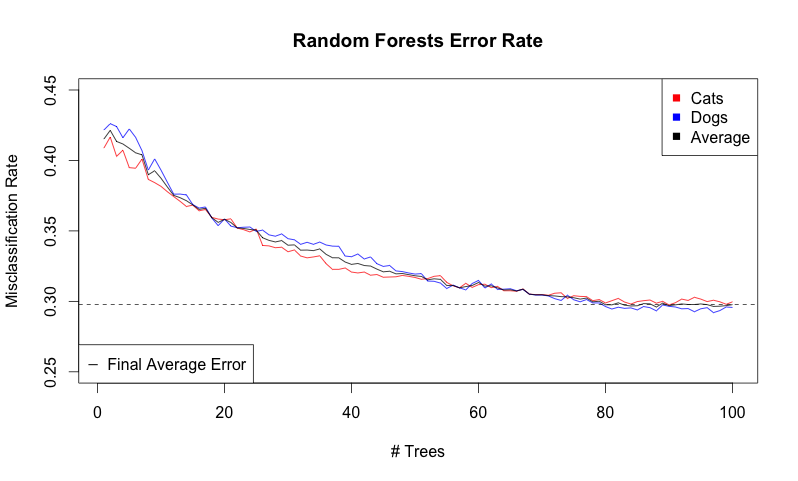 Random Forests Error Rate
Misclassification Rate
0.45
0.40
0.35
0.30
0.25
Cats
Dogs
Average
Final Average Error
0 20 40 60 80 100
# Trees